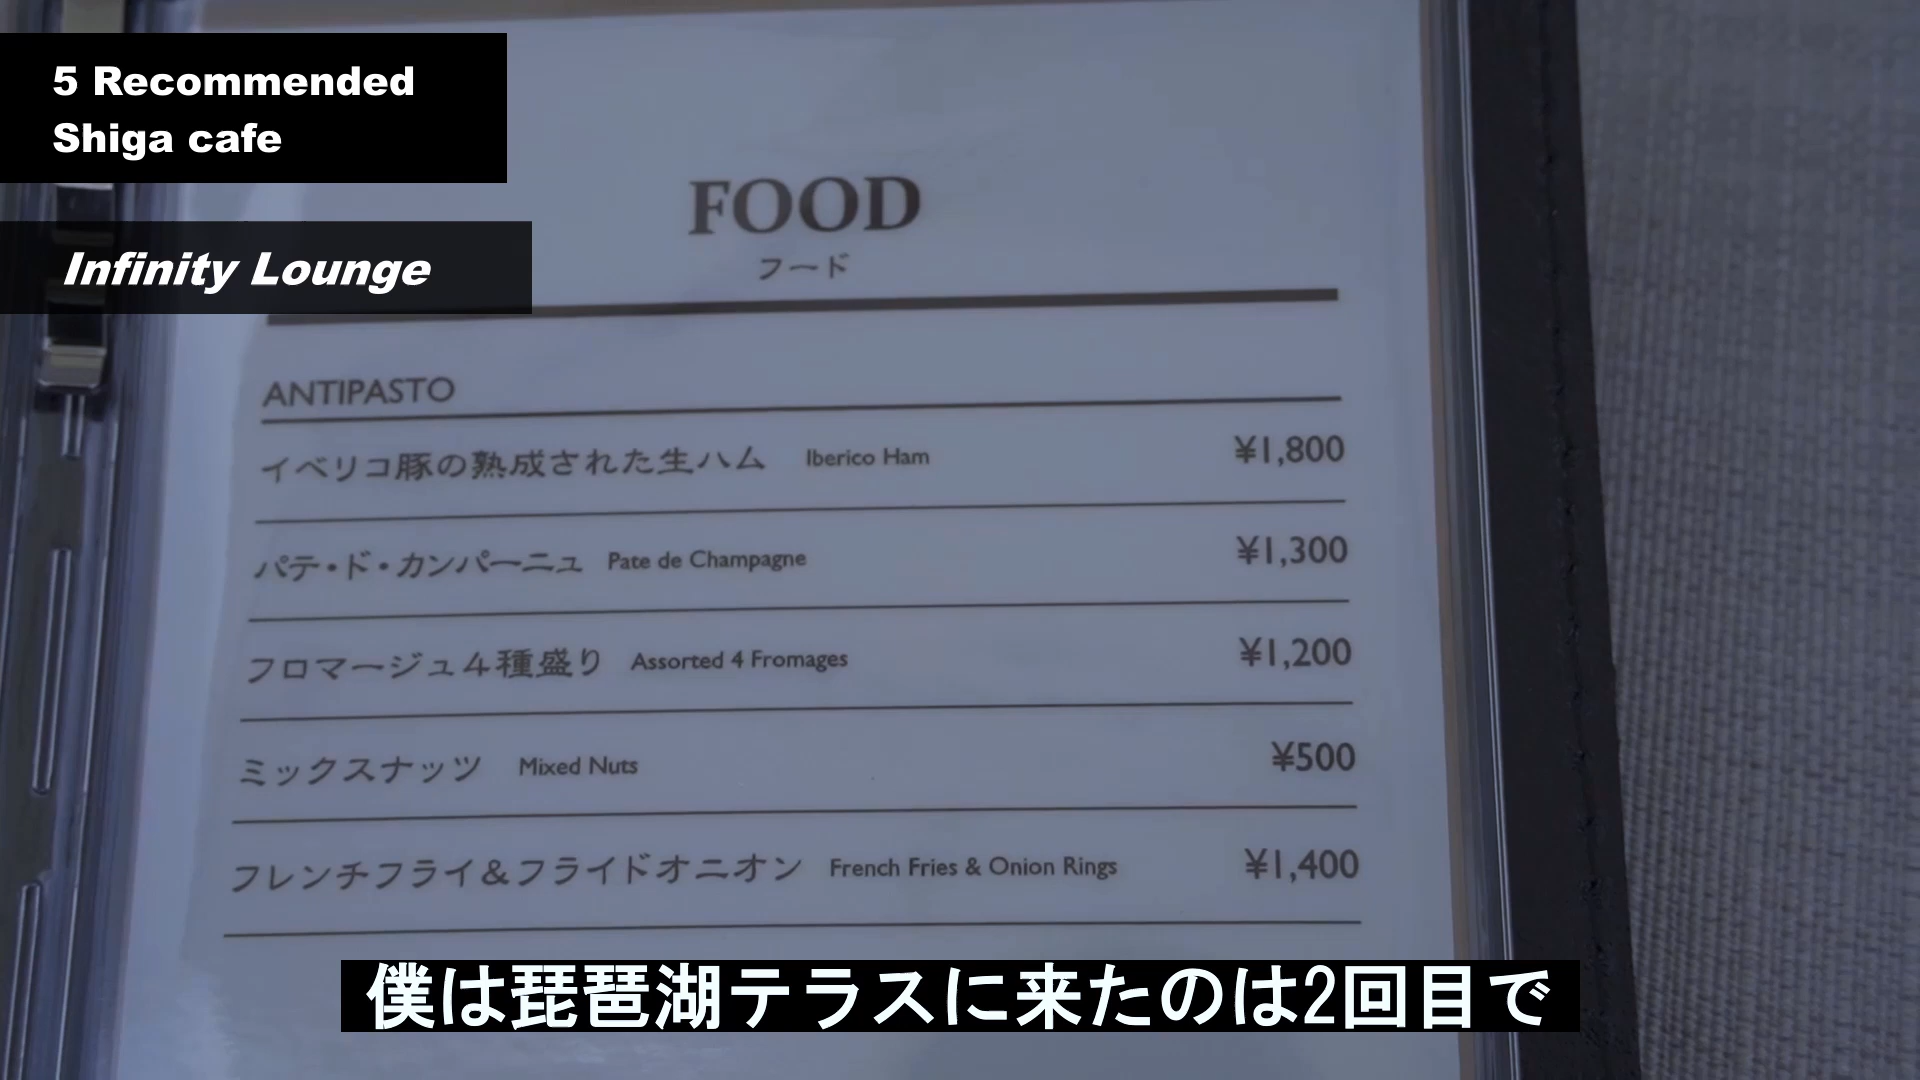 5 Recommended
Shiga cafe
Infinity Lounge
FOOD
フード
ANTIPASTO
イベリコ豚の熟成された生ハム Iberico Ham ¥1,800
パテ・ド・カンパーニュ Pate de Champagne ¥1,300
フロマージュ4種盛り Assorted 4 Fromages ¥1,200
ミックスナッツ Mixed Nuts ¥500
フレンチフライ&フライドオニオン French Fries & Onion Rings ¥1,400
僕は琵琶湖テラスに来たのは2回目で